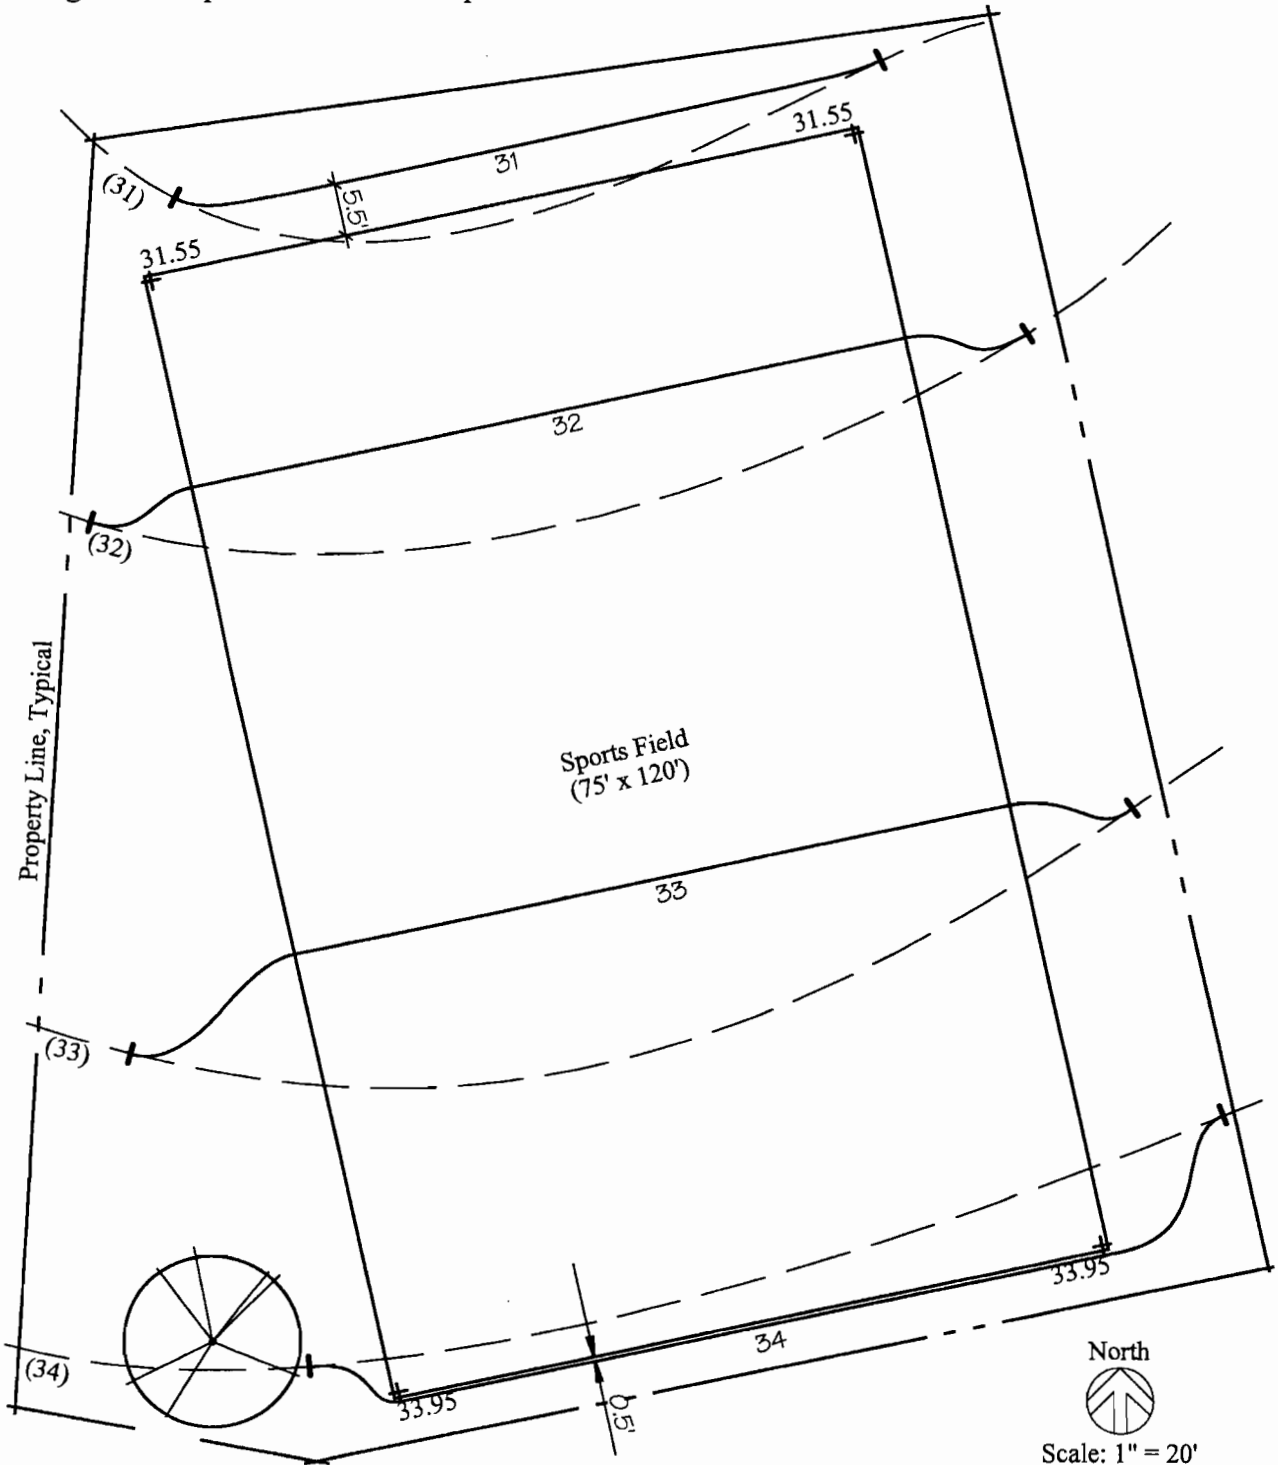 31.55
(31)
31
5.5'
31.55
32
(32)
Property Line, Typical
Sports Field
(75' x 120')
33
(33)
33.95
34
(34)
33.95
0.5'
North
Scale: 1" = 20'